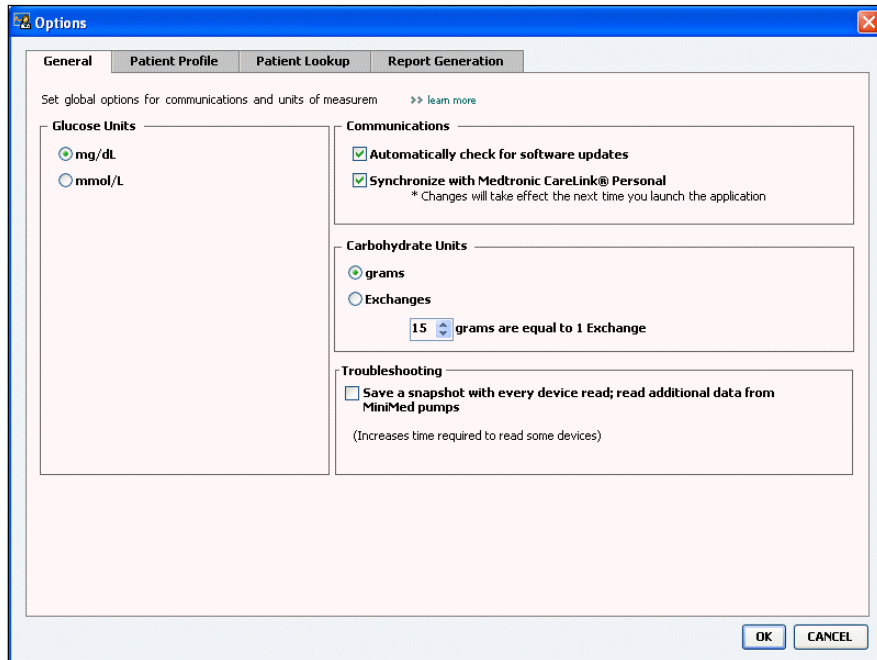 Options
General
Patient Profile
Patient Lookup
Report Generation
Set global options for communications and units of measurem
>> learn more
Glucose Units
mg/dL
mmol/L
Communications
Automatically check for software updates
Synchronize with Medtronic CareLink® Personal
* Changes will take effect the next time you launch the application
Carbohydrate Units
grams
Exchanges
15 grams are equal to 1 Exchange
Troubleshooting
Save a snapshot with every device read; read additional data from
MiniMed pumps
(Increases time required to read some devices)
OK
CANCEL